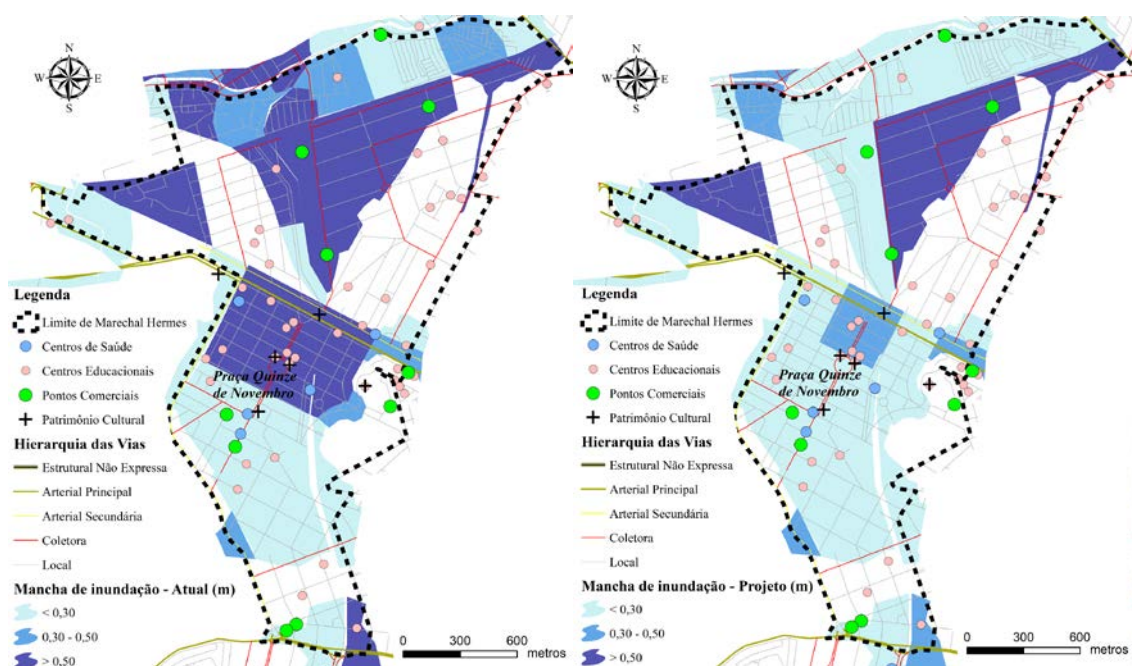 N
W E
S
Praça Quinze
de Novembro
Legenda
Limite de Marechal Hermes
Centros de Saúde
Centros Educacionais
Pontos Comerciais
Patrimônio Cultural
Hierarquia das Vias
Estrutural Não Expressa
Arterial Principal
Arterial Secundária
Coletora
Local
Mancha de inundação - Atual (m)
< 0,30
0,30 - 0,50
> 0,50
0 300 600
metros
N
W E
S
Praça Quinze
de Novembro
Legenda
Limite de Marechal Hermes
Centros de Saúde
Centros Educacionais
Pontos Comerciais
Patrimônio Cultural
Hierarquia das Vias
Estrutural Não Expressa
Arterial Principal
Arterial Secundária
Coletora
Local
Mancha de inundação - Projeto (m)
< 0,30
0,30 - 0,50
> 0,50
0 300 600
metros